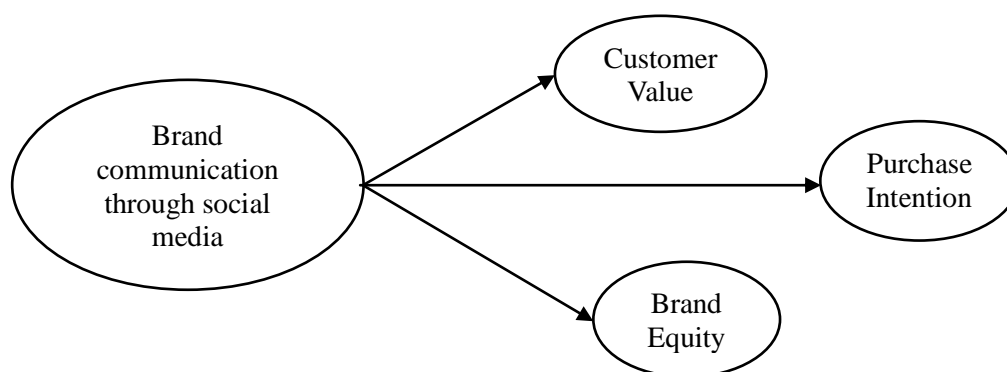 Brand
communication
through social
media
Customer
Value
Purchase
Intention
Brand
Equity